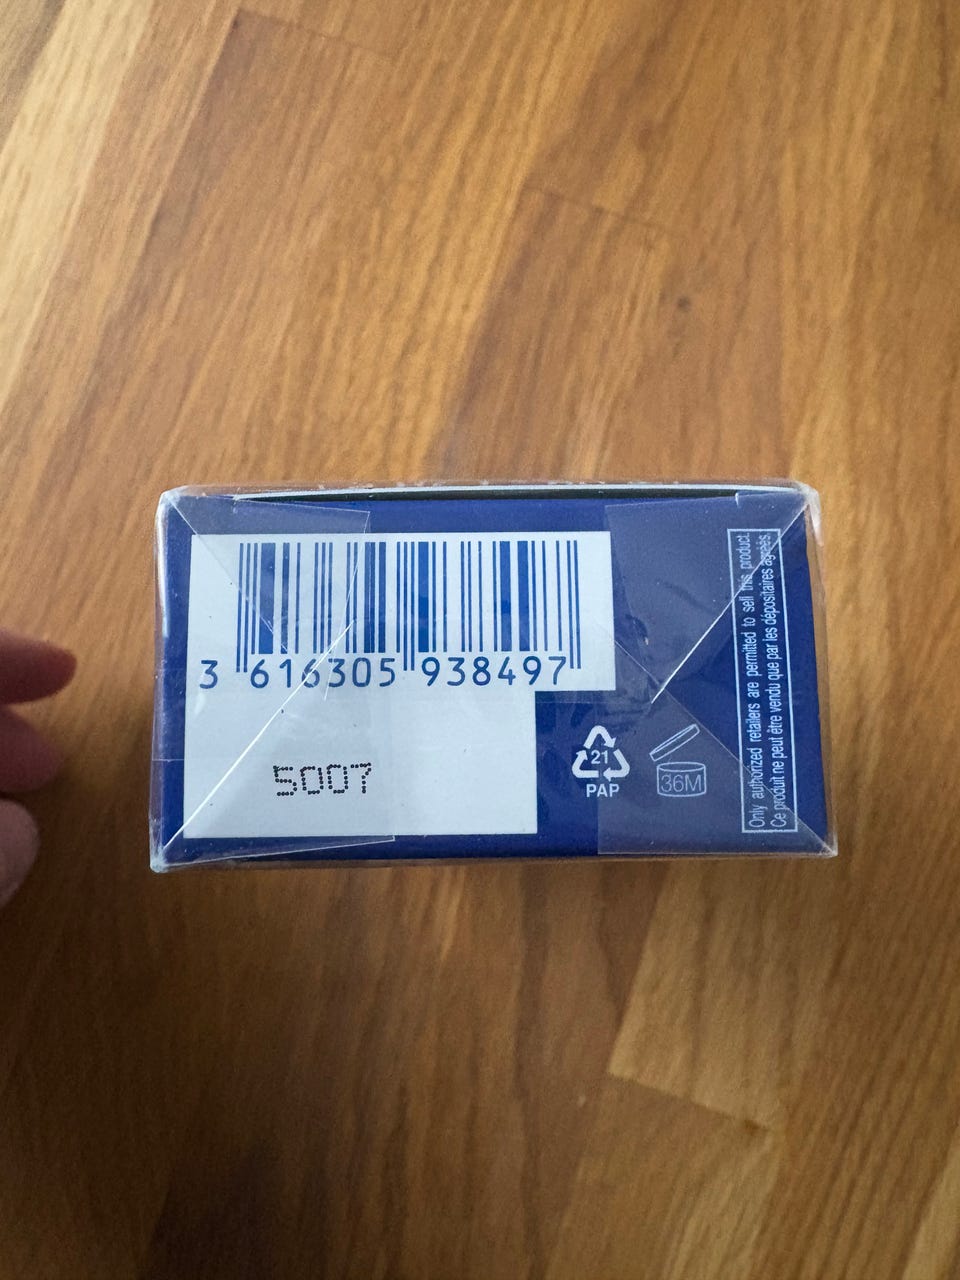 3 616305 938497
5007
21
PAP
36M
Only authorized retailers are permitted to sell this product.
Ce produit ne peut être vendu que par les dépositaires agréés.